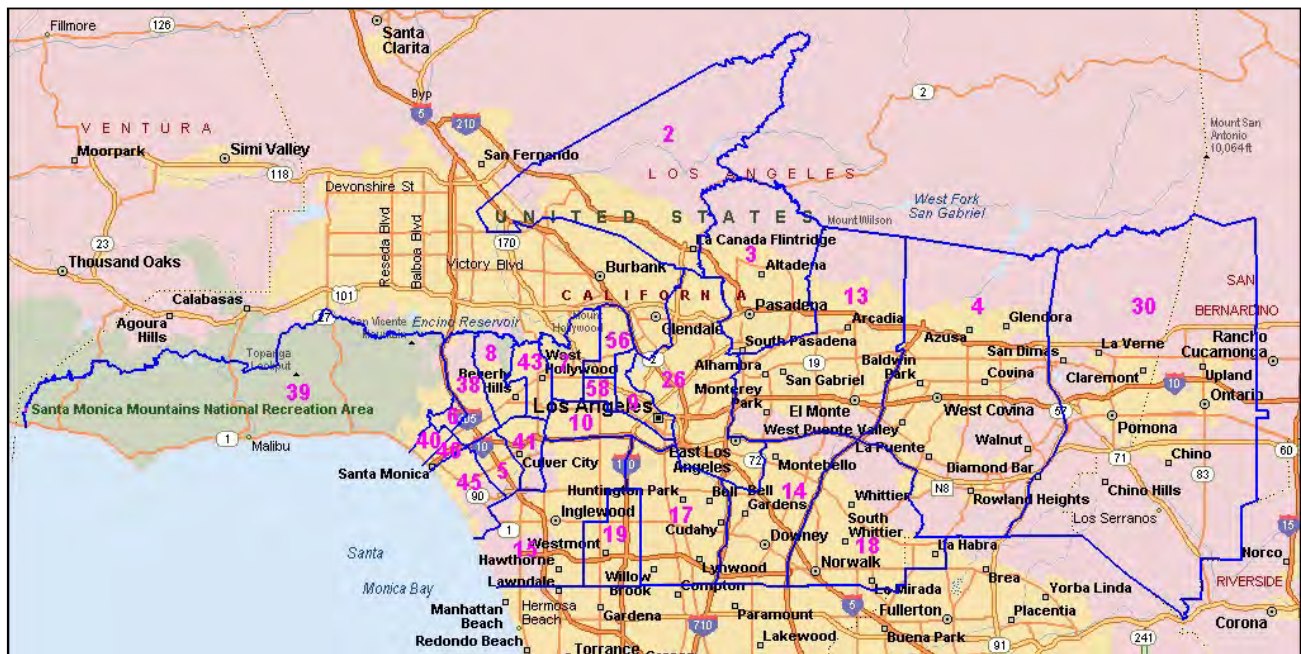 Fillmore
126
Santa
Clarita
Byp
5
210
2
2
VENTURA
Moorpark
Simi Valley
118
San Fernando
Devonshire St
LOS ANGELES
Mount San
Antonio
10,064ft
West Fork
San Gabriel
UNITED STATES
Mount Wilson
23
Reseda Blvd
Balboa Blvd
170
La Canada Flintridge
3
Altadena
Thousand Oaks
Victory Blvd
Burbank
Calabasas
101
CALIFORNIA
Pasadena
13
4
30
SAN
BERNARDINO
Agoura
Hills
27
Encino Reservoir
Mount
Hollywood
56
Glendale
Arcadia
Azusa
Glendora
La Verne
Rancho
Cucamonga
Topanga
39
8
43
West
Hollywood
7
2
South Pasadena
19
Alhambra
San Gabriel
Baldwin
Park
San Dimas
Covina
Claremont
10
Upland
Ontario
Santa Monica Mountains National Recreation Area
38
Beverly
Hills
58
9
26
Monterey
Park
El Monte
West Covina
57
Pomona
6
Los Angeles
10
West Puente Valley
La Puente
Walnut
71
60
1
Malibu
40
46
10
41
Culver City
East Los
Angeles
72
Montebello
Diamond Bar
Chino
83
Santa Monica
45
5
90
110
Huntington Park
Bell
Bell
Gardens
14
Whittier
N8
Rowland Heights
Chino Hills
Los Serranos
1
Inglewood
17
Cudahy
South
Whittier
15
Santa
Westmont
19
Downey
18
La Habra
Norco
Hawthorne
Lynwood
Norwalk
Brea
RIVERSIDE
Monica Bay
Lawndale
Willow
Brook
Compton
La Mirada
Yorba Linda
Manhattan
Beach
Hermosa
Beach
Gardena
Paramount
5
Fullerton
Placentia
Corona
Redondo Beach
Torrance
710
Lakewood
Buena Park
91
241